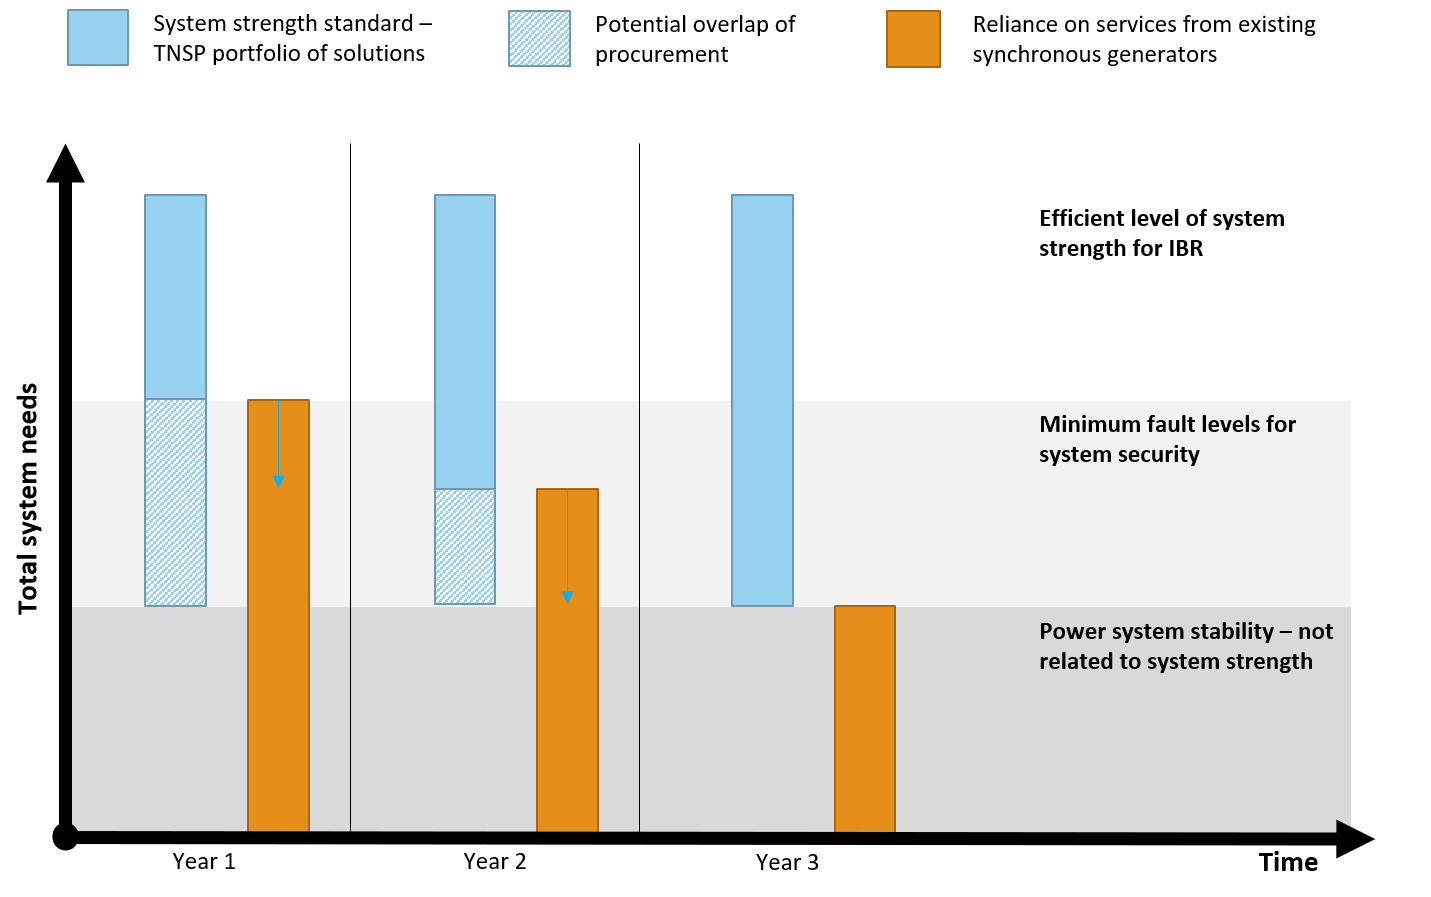 System strength standard –
TNSP portfolio of solutions
Potential overlap of
procurement
Reliance on services from existing
synchronous generators
Total system needs
Efficient level of system
strength for IBR
Minimum fault levels for
system security
Power system stability – not
related to system strength
Year 1
Year 2
Year 3
Time